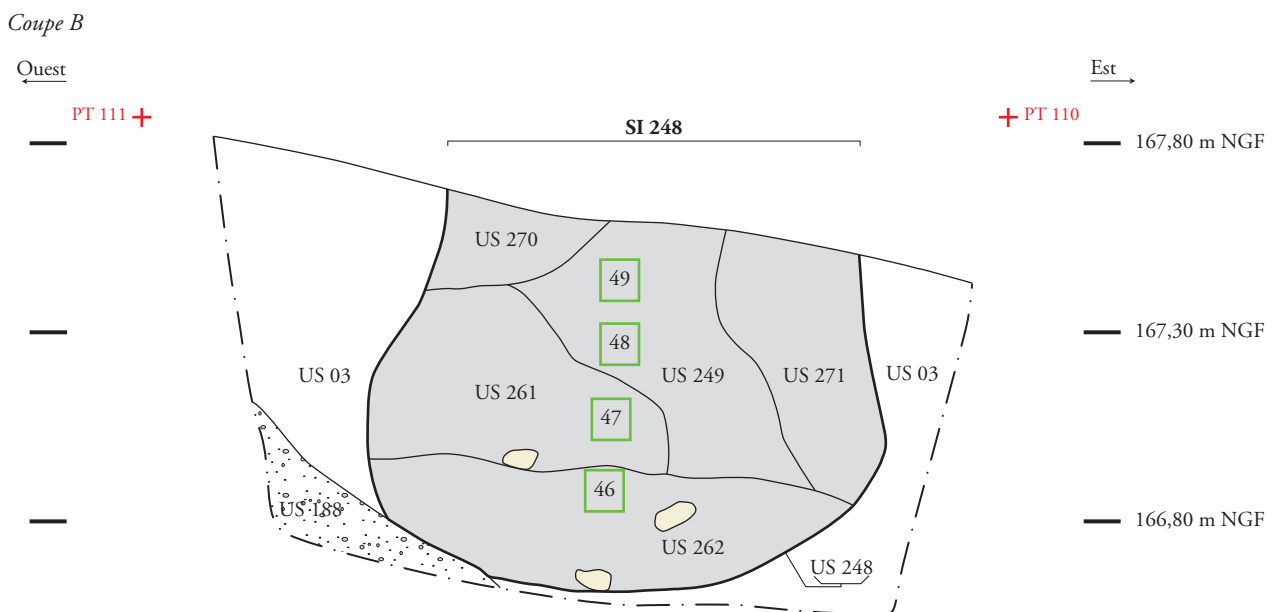 Coupe B
Ouest
Est
PT 111
PT 110
SI 248
167,80 m NGF
US 270
49
48
167,30 m NGF
US 03
US 261
US 249
US 271
US 03
47
46
US 188
166,80 m NGF
US 262
US 248